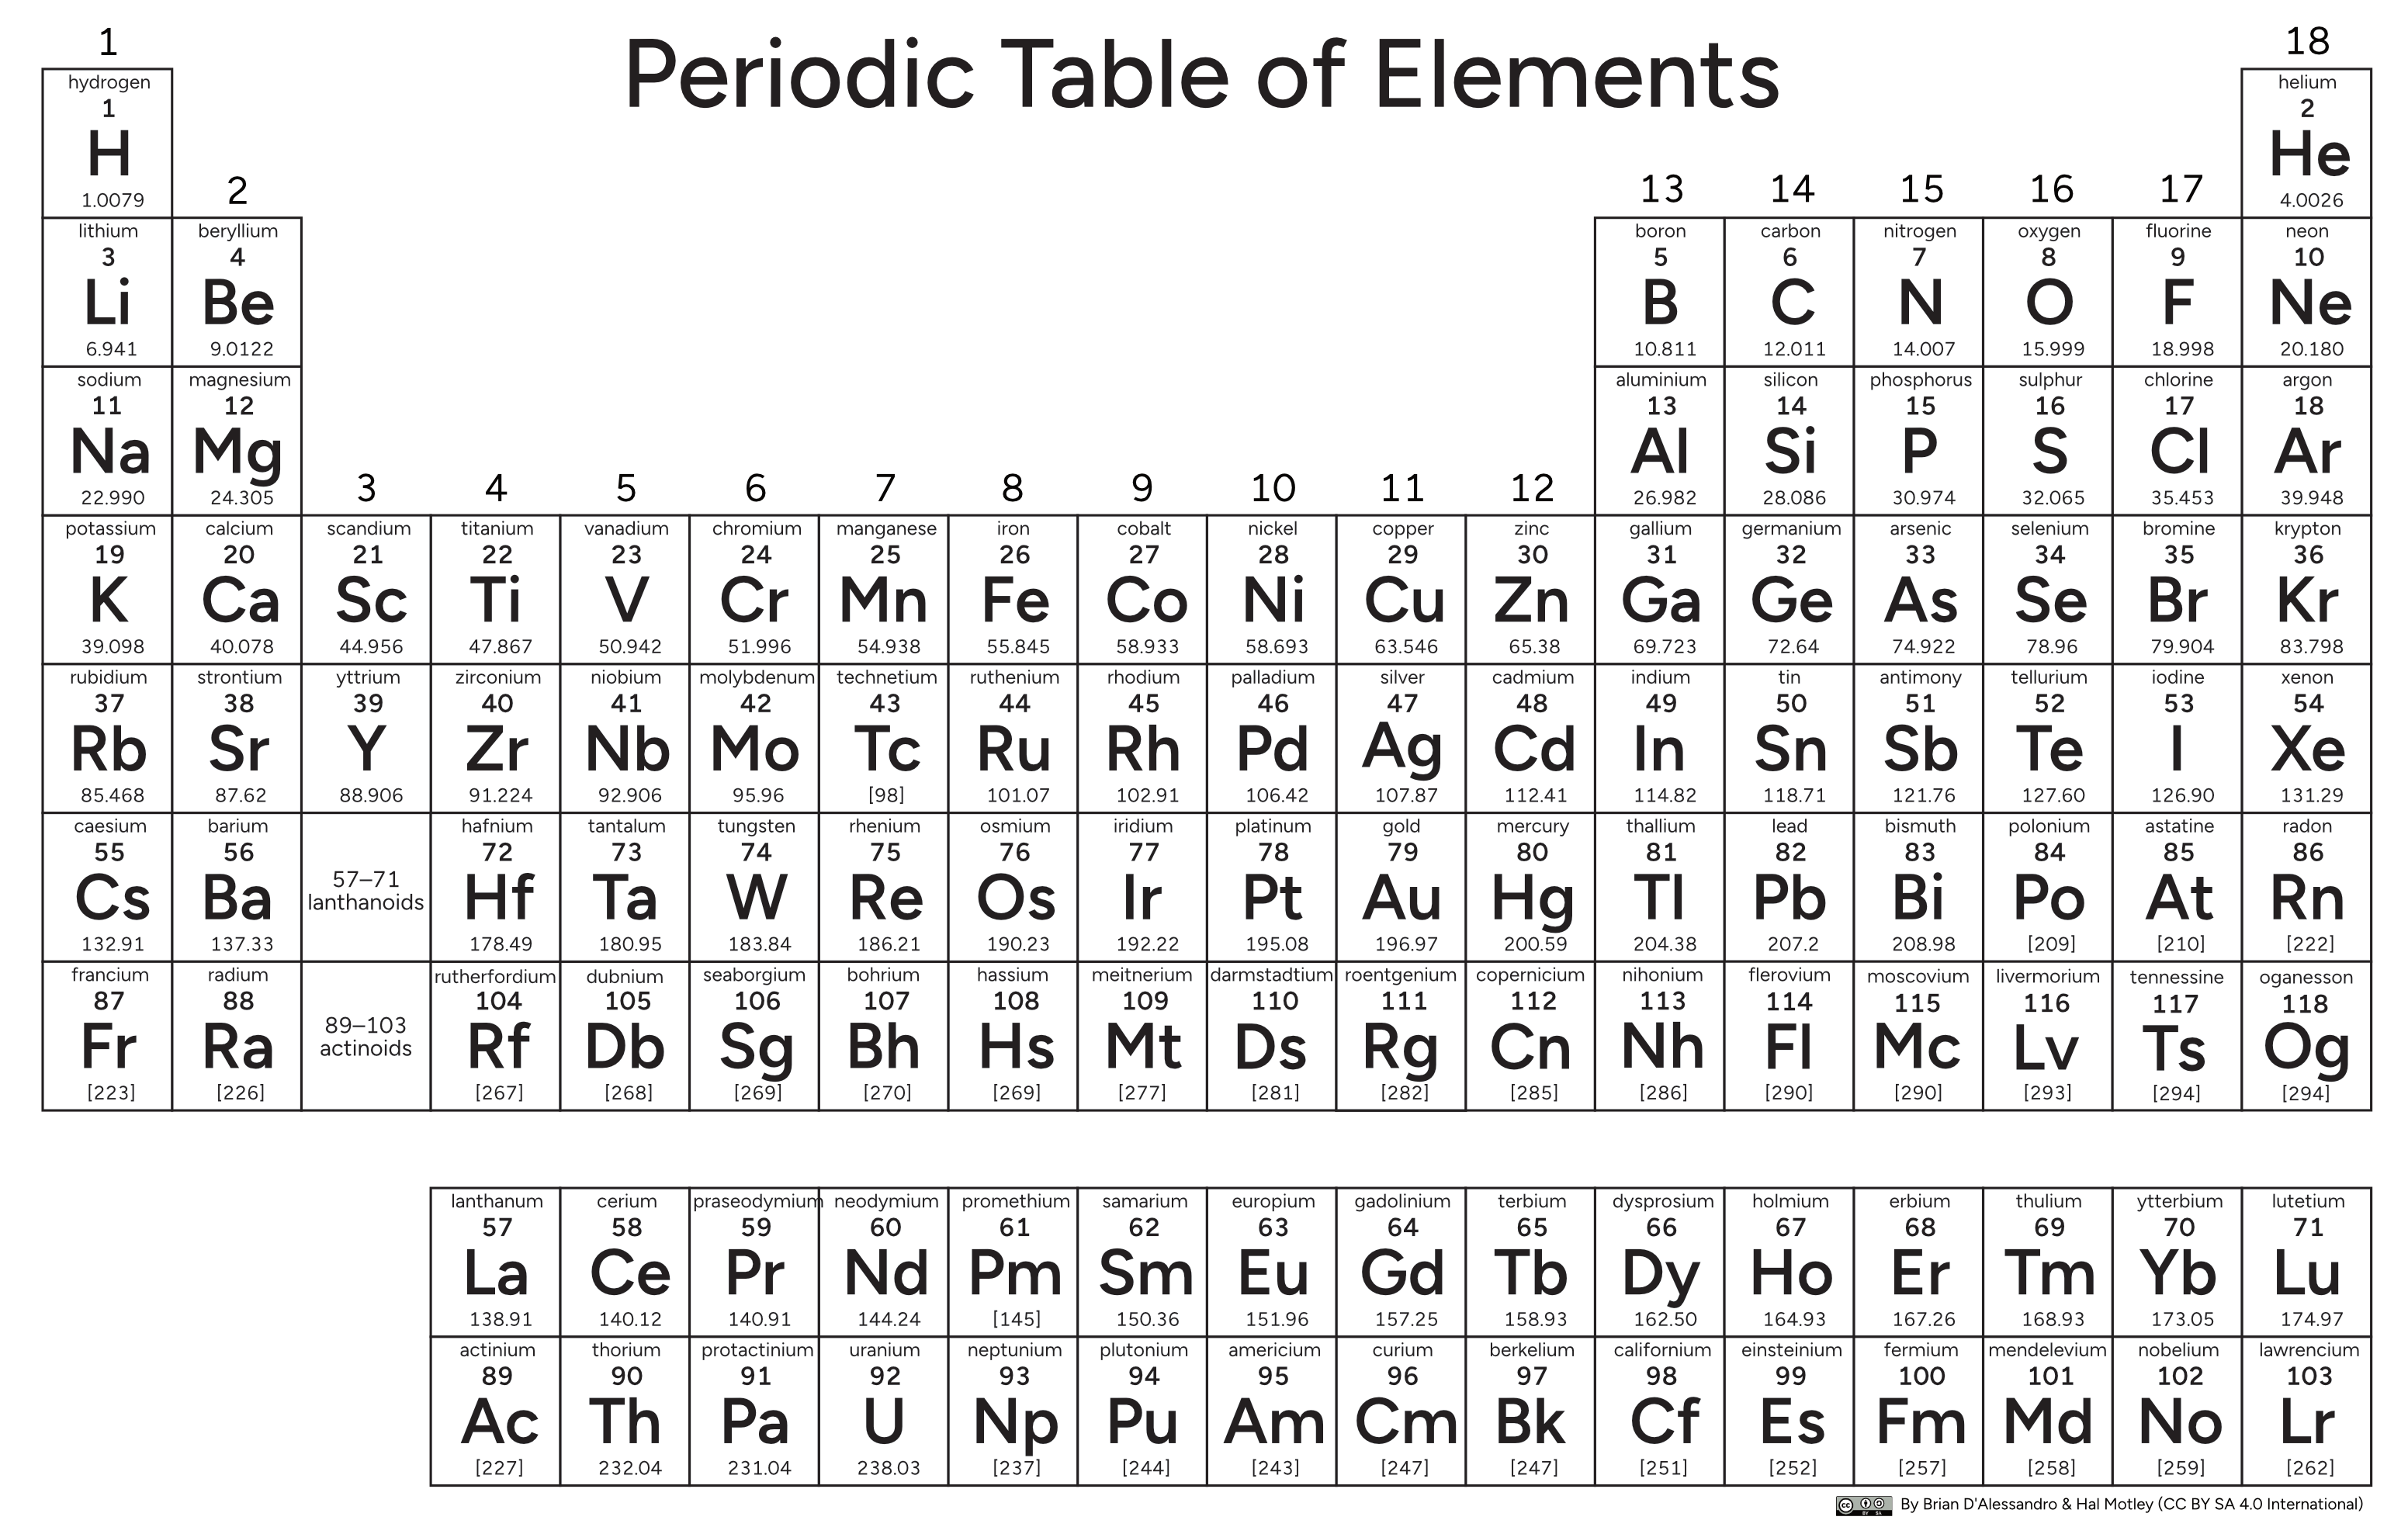 Periodic Table of Elements
1 18
hydrogen helium
1 2
H He
1.0079 4.0026
2 13 14 15 16 17
lithium beryllium boron carbon nitrogen oxygen fluorine neon
3 4 5 6 7 8 9 10
Li Be B C N O F Ne
6.941 9.0122 10.811 12.011 14.007 15.999 18.998 20.180
sodium magnesium aluminium silicon phosphorus sulphur chlorine argon
11 12 13 14 15 16 17 18
Na Mg Al Si P S Cl Ar
22.990 24.305 26.982 28.086 30.974 32.065 35.453 39.948
3 4 5 6 7 8 9 10 11 12
potassium calcium scandium titanium vanadium chromium manganese iron cobalt nickel copper zinc gallium germanium arsenic selenium bromine krypton
19 20 21 22 23 24 25 26 27 28 29 30 31 32 33 34 35 36
K Ca Sc Ti V Cr Mn Fe Co Ni Cu Zn Ga Ge As Se Br Kr
39.098 40.078 44.956 47.867 50.942 51.996 54.938 55.845 58.933 58.693 63.546 65.38 69.723 72.64 74.922 78.96 79.904 83.798
rubidium strontium yttrium zirconium niobium molybdenum technetium ruthenium rhodium palladium silver cadmium indium tin antimony tellurium iodine xenon
37 38 39 40 41 42 43 44 45 46 47 48 49 50 51 52 53 54
Rb Sr Y Zr Nb Mo Tc Ru Rh Pd Ag Cd In Sn Sb Te I Xe
85.468 87.62 88.906 91.224 92.906 95.96 [98] 101.07 102.91 106.42 107.87 112.41 114.82 118.71 121.76 127.60 126.90 131.29
caesium barium hafnium tantalum tungsten rhenium osmium iridium platinum gold mercury thallium lead bismuth polonium astatine radon
55 56 72 73 74 75 76 77 78 79 80 81 82 83 84 85 86
57–71
lanthanoids
Cs Ba Hf Ta W Re Os Ir Pt Au Hg Tl Pb Bi Po At Rn
132.91 137.33 178.49 180.95 183.84 186.21 190.23 192.22 195.08 196.97 200.59 204.38 207.2 208.98 [209] [210] [222]
francium radium rutherfordium dubnium seaborgium bohrium hassium meitnerium darmstadtium roentgenium copernicium nihonium flerovium moscovium livermorium tennessine oganesson
87 88 104 105 106 107 108 109 110 111 112 113 114 115 116 117 118
89–103
actinoids
Fr Ra Rf Db Sg Bh Hs Mt Ds Rg Cn Nh Fl Mc Lv Ts Og
[223] [226] [267] [268] [269] [270] [269] [277] [281] [282] [285] [286] [290] [290] [293] [294] [294]
lanthanum cerium praseodymium neodymium promethium samarium europium gadolinium terbium dysprosium holmium erbium thulium ytterbium lutetium
57 58 59 60 61 62 63 64 65 66 67 68 69 70 71
La Ce Pr Nd Pm Sm Eu Gd Tb Dy Ho Er Tm Yb Lu
138.91 140.12 140.91 144.24 [145] 150.36 151.96 157.25 158.93 162.50 164.93 167.26 168.93 173.05 174.97
actinium thorium protactinium uranium neptunium plutonium americium curium berkelium californium einsteinium fermium mendelevium nobelium lawrencium
89 90 91 92 93 94 95 96 97 98 99 100 101 102 103
Ac Th Pa U Np Pu Am Cm Bk Cf Es Fm Md No Lr
[227] 232.04 231.04 238.03 [237] [244] [243] [247] [247] [251] [252] [257] [258] [259] [262]
cc BY SA By Brian D'Alessandro & Hal Motley (CC BY SA 4.0 International)